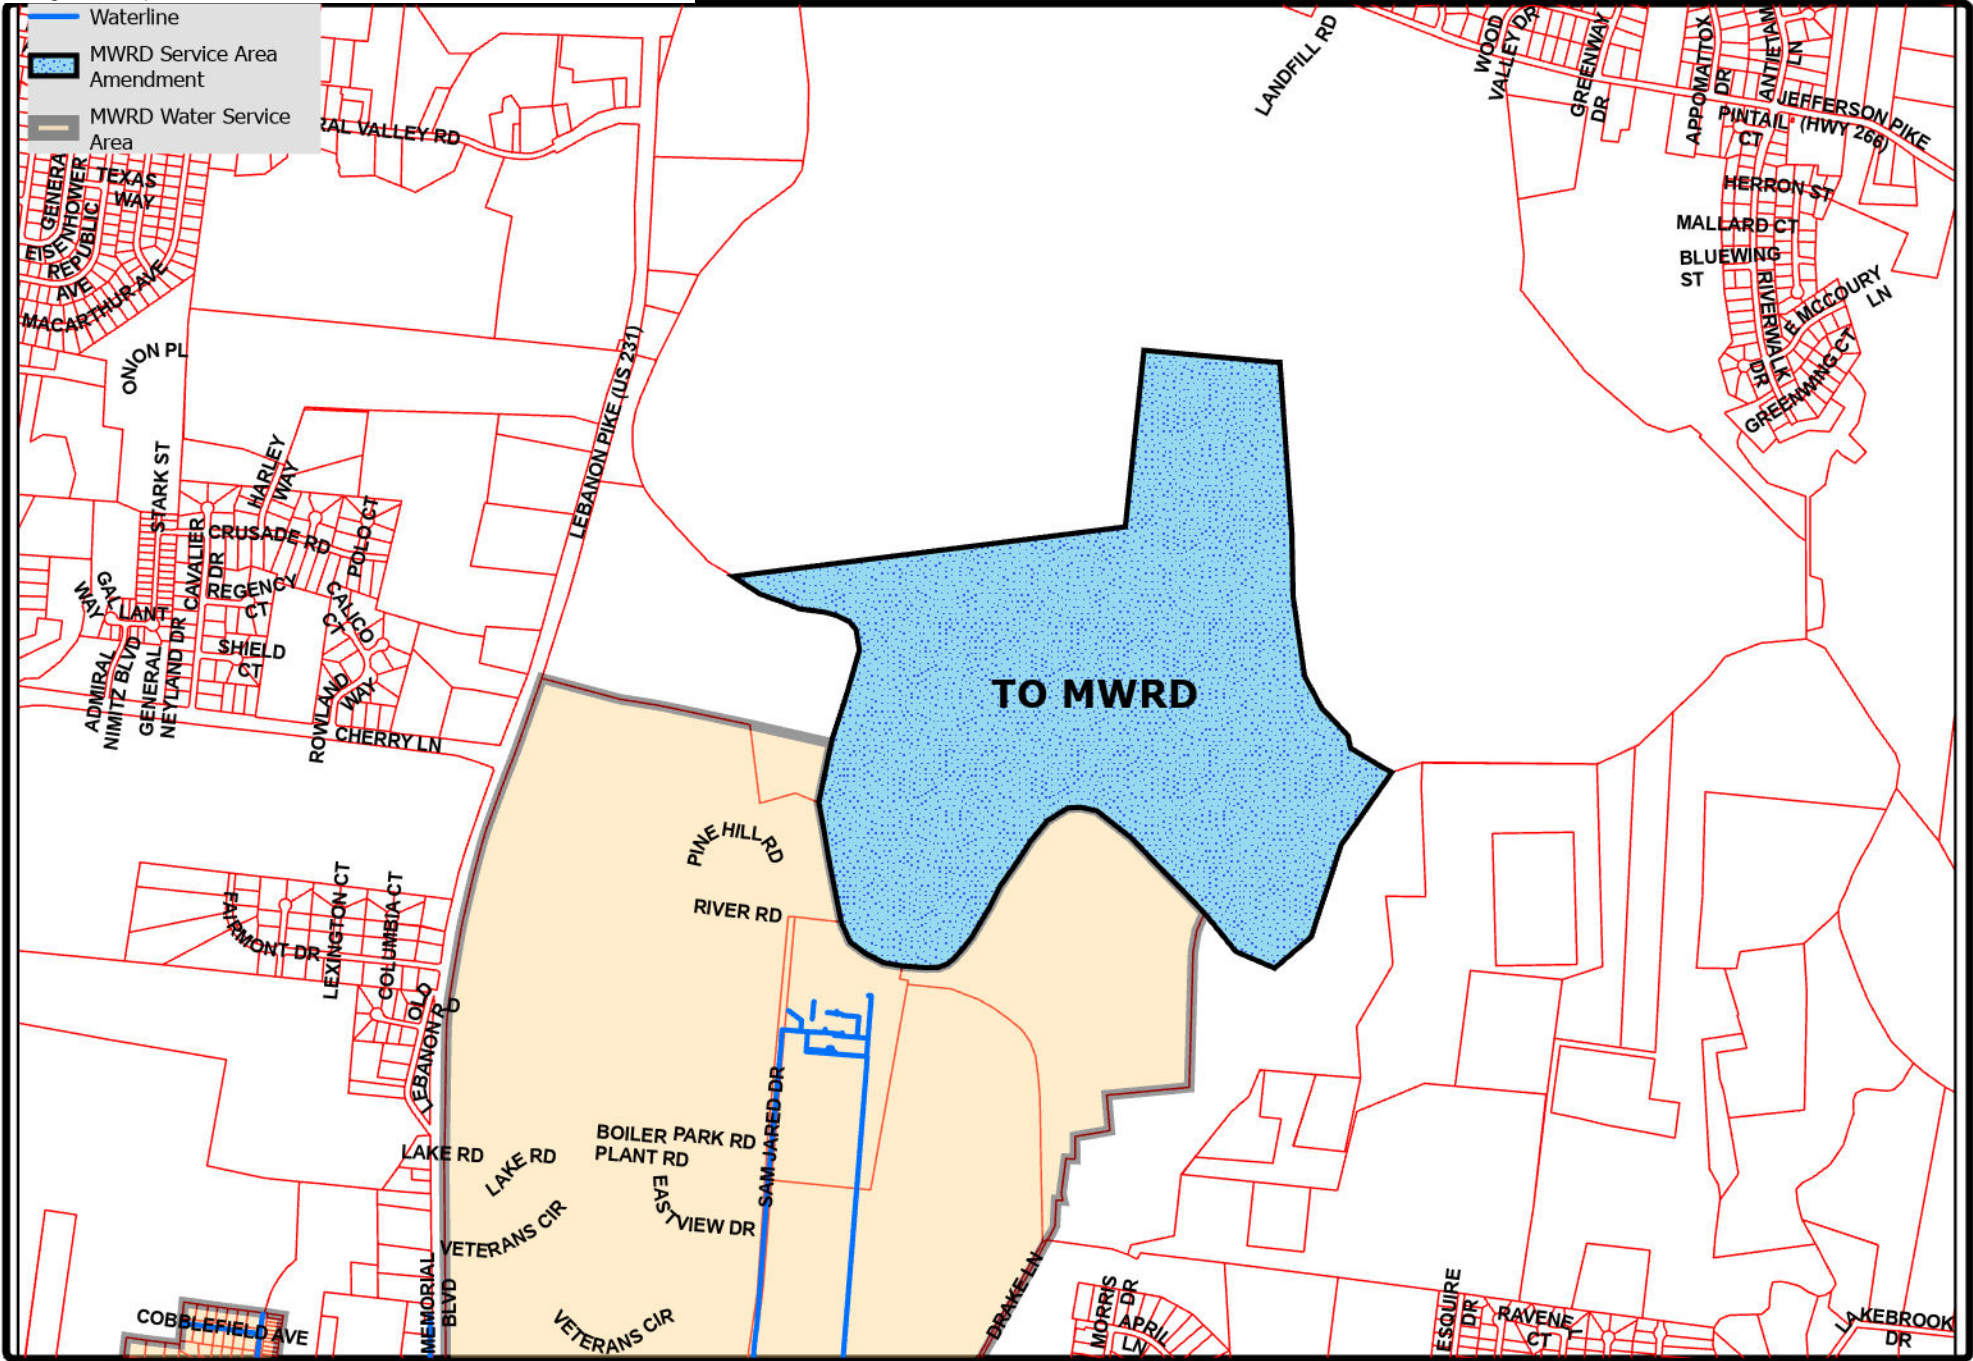 Waterline
MWRD Service Area
Amendment
MWRD Water Service
Area
RAL VALLEY RD
LANDFILL RD
WOOD
VALLEY DR
GREENWAY
DR
APPOMATTOX
DR
ANTIETAM
LN
JEFFERSON PIKE
(HWY 266)
PINTAIL
CT
HERRON ST
MALLARD CT
BLUEWING
ST
RIVERWALK
DR
E MCCOURY
LN
GREENWING CT
GENERA
EISENHOWER
REPUBLIC
AVE
TEXAS
WAY
MACARTHUR AVE
ONION PL
LEBANON PIKE (US 231)
STARK ST
HARLEY
WAY
POLO CT
CRUSADE RD
CAVALIER
DR
REGENCY
CT
CALICO
CT
GALLANT
WAY
SHIELD
CT
ADMIRAL
NIMITZ BLVD
GENERAL
NEYLAND DR
ROWLAND
WAY
CHERRY LN
TO MWRD
PINE HILL RD
RIVER RD
FAIRMONT DR
LEXINGTON CT
COLUMBIA CT
OLD
LEBANON RD
SAM JARED DR
BOILER
PLANT RD
PARK RD
LAKE RD
LAKE RD
EASTVIEW DR
VETERANS CIR
VETERANS CIR
MEMORIAL
BLVD
COBBLEFIELD AVE
DRAKE LN
MORRIS
DR
APRIL
LN
ESQUIRE
DR
RAVENEL
CT
LAKEBROOK
DR